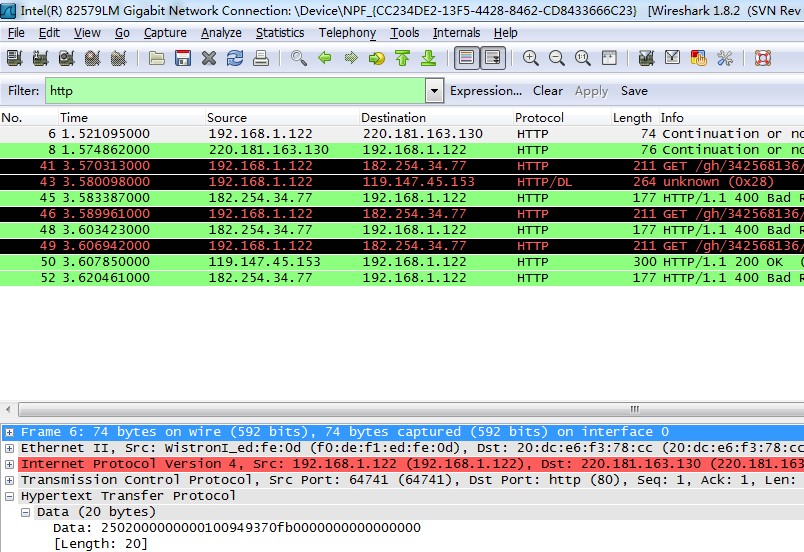 Intel(R) 82579LM Gigabit Network Connection: \Device\NPF_{CC234DE2-13F5-4428-8462-CD8433666C23} [Wireshark 1.8.2 (SVN Rev
File Edit View Go Capture Analyze Statistics Telephony Tools Internals Help
Filter: http Expression... Clear Apply Save
No. Time Source Destination Protocol Length Info
6 1.521095000 192.168.1.122 220.181.163.130 HTTP 74 Continuation or no
8 1.574862000 220.181.163.130 192.168.1.122 HTTP 76 Continuation or no
41 3.570313000 192.168.1.122 182.254.34.77 HTTP 211 GET /gh/342568136/
43 3.580098000 192.168.1.122 119.147.45.153 HTTP/DL 264 unknown (0x28)
45 3.583387000 182.254.34.77 192.168.1.122 HTTP 177 HTTP/1.1 400 Bad R
46 3.589961000 192.168.1.122 182.254.34.77 HTTP 211 GET /gh/342568136/
48 3.603423000 182.254.34.77 192.168.1.122 HTTP 177 HTTP/1.1 400 Bad R
49 3.606942000 192.168.1.122 182.254.34.77 HTTP 211 GET /gh/342568136/
50 3.607850000 119.147.45.153 192.168.1.122 HTTP 300 HTTP/1.1 200 OK (
52 3.620461000 182.254.34.77 192.168.1.122 HTTP 177 HTTP/1.1 400 Bad R
Frame 6: 74 bytes on wire (592 bits), 74 bytes captured (592 bits) on interface 0
Ethernet II, Src: WistronI_ed:fe:0d (f0:de:f1:ed:fe:0d), Dst: 20:dc:e6:f3:78:cc (20:dc:e6:f3:78:cc
Internet Protocol Version 4, Src: 192.168.1.122 (192.168.1.122), Dst: 220.181.163.130 (220.181.163
Transmission Control Protocol, Src Port: 64741 (64741), Dst Port: http (80), Seq: 1, Ack: 1, Len:
Hypertext Transfer Protocol
Data (20 bytes)
Data: 2502000000000100949370fb0000000000000000
[Length: 20]